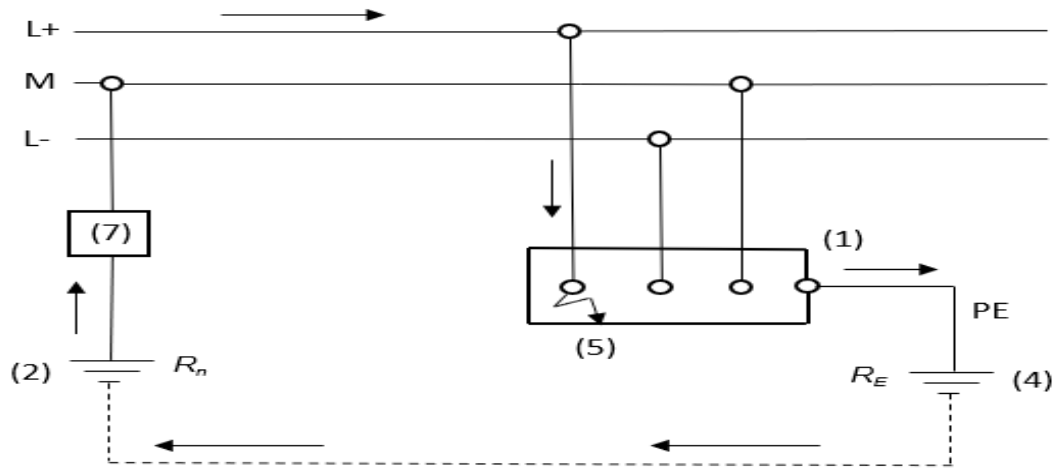 L+
M
L-
(7)
(1)
PE
(5)
(2) Rn
RE (4)